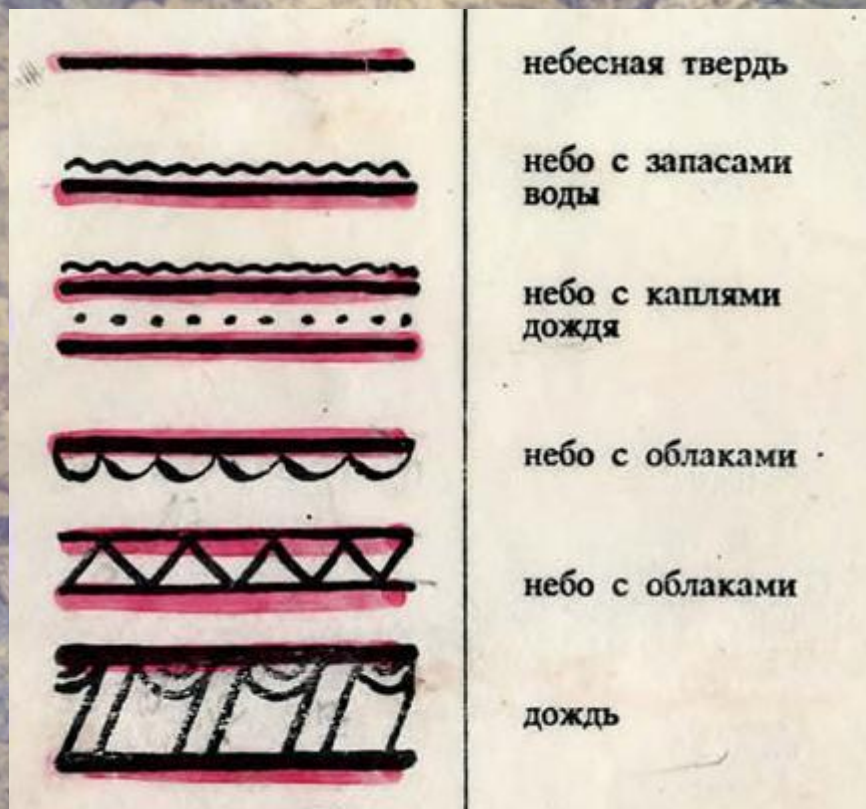 небесная твердь
небо с запасами
воды
небо с каплями
дождя
небо с облаками
небо с облаками
дождь